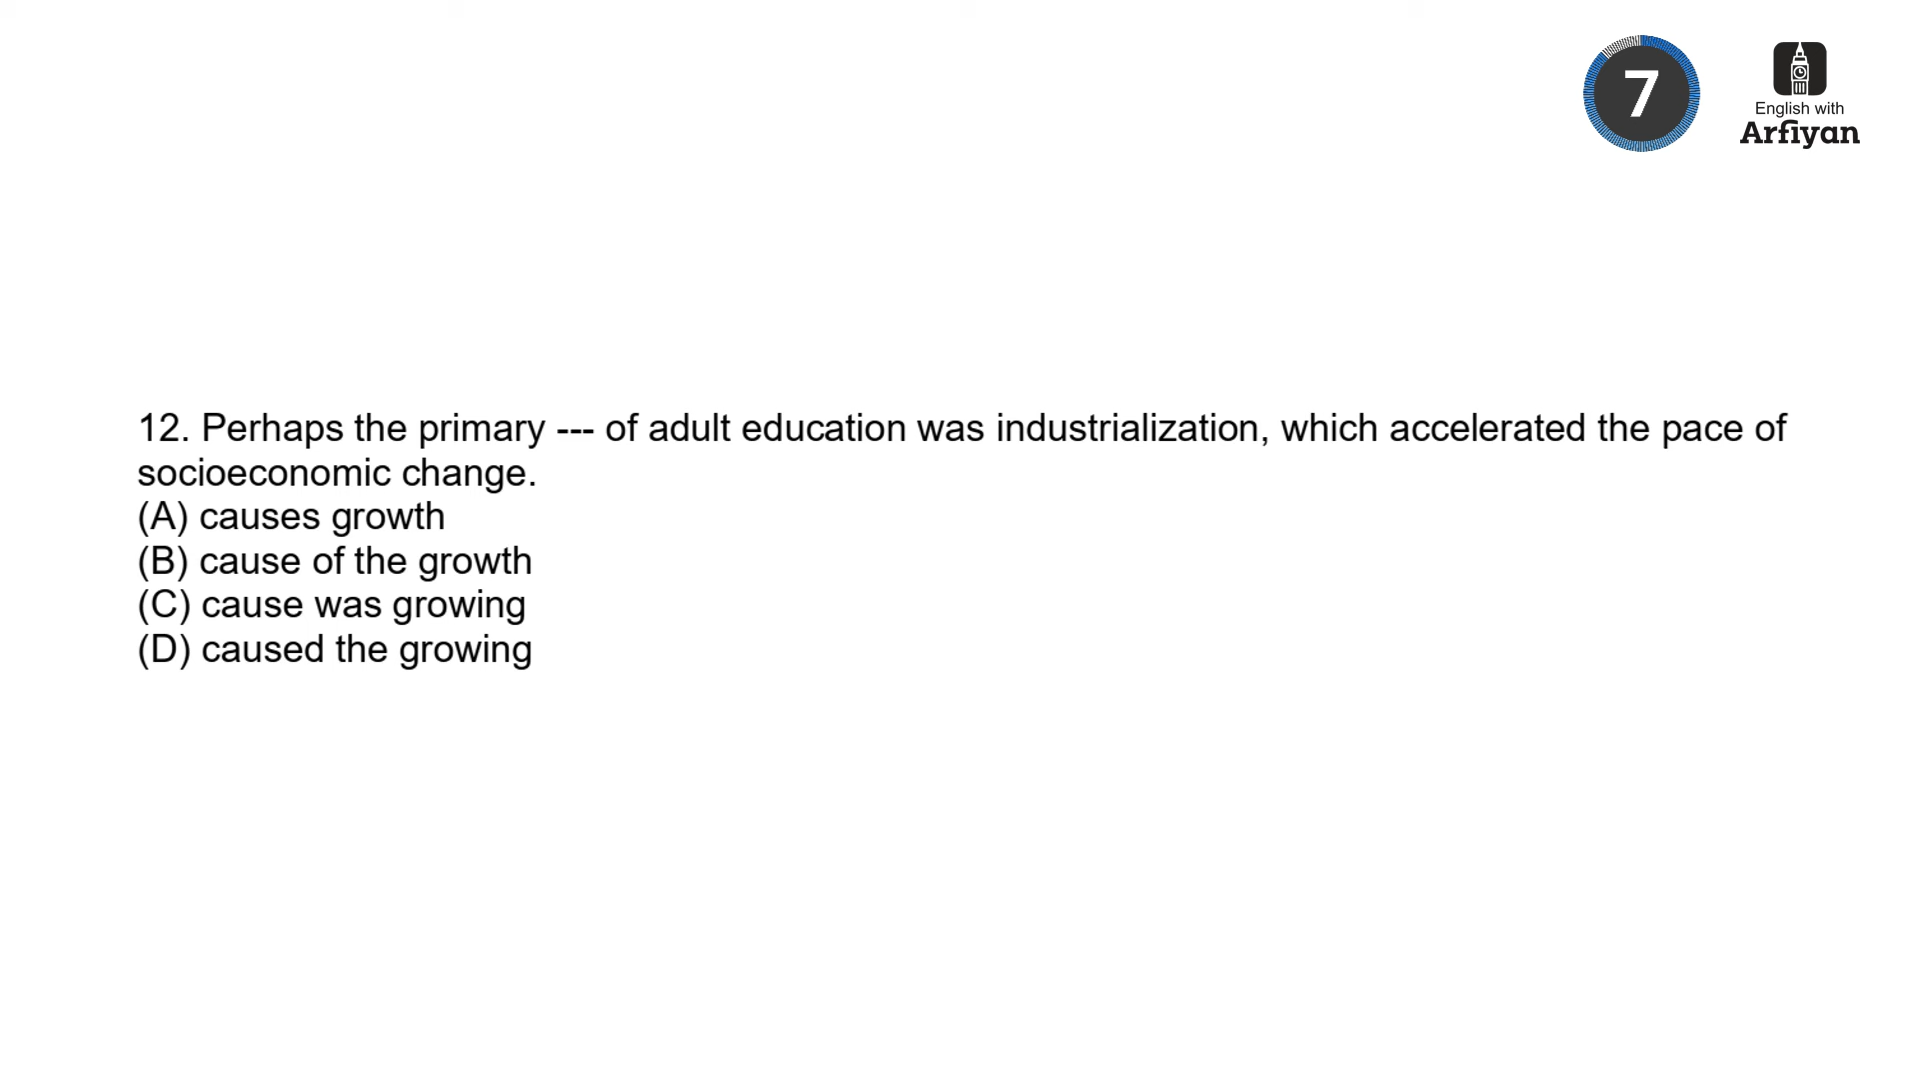 7
English with
Arfiyan
12. Perhaps the primary --- of adult education was industrialization, which accelerated the pace of
socioeconomic change.
(A) causes growth
(B) cause of the growth
(C) cause was growing
(D) caused the growing